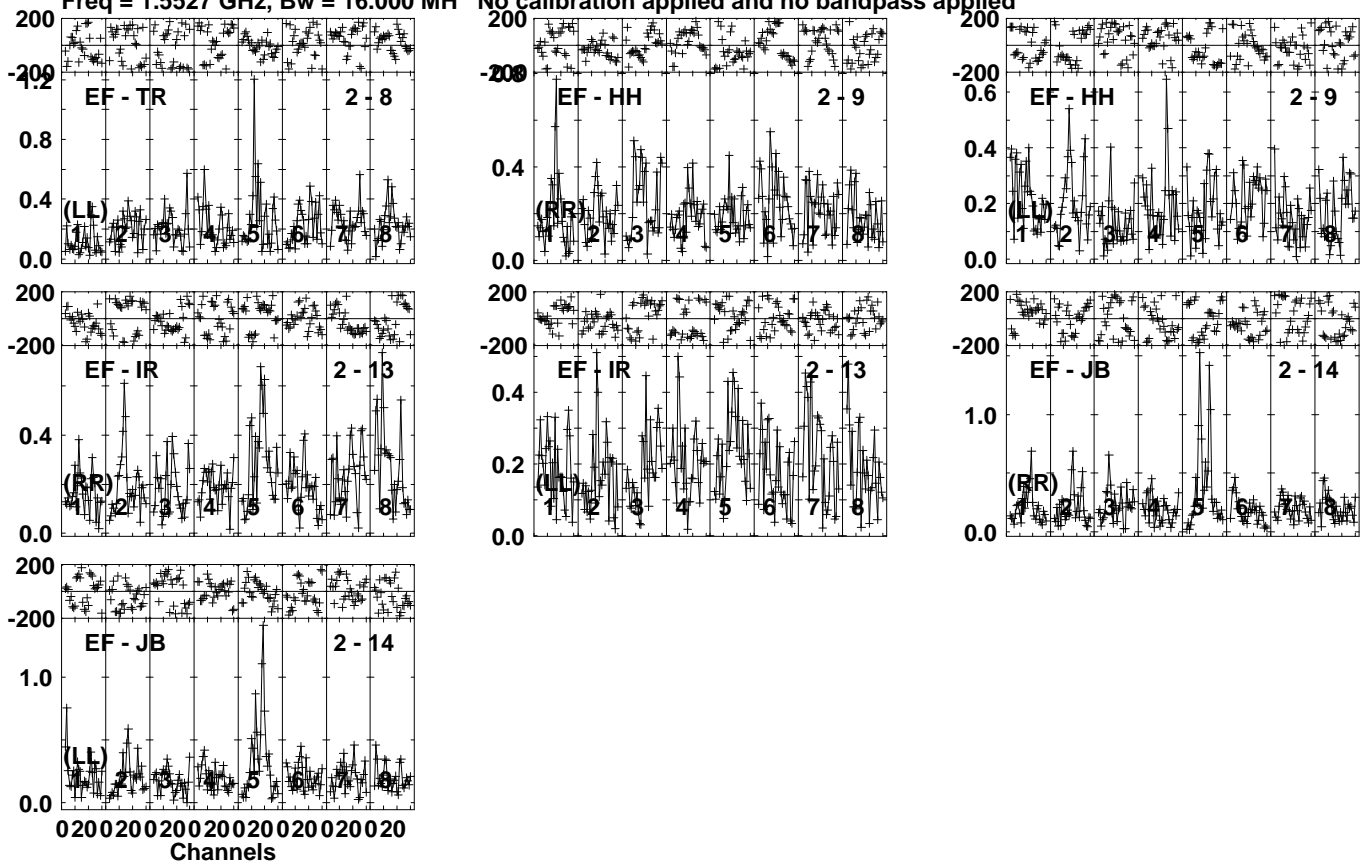 Freq = 1.5527 GHz, Bw = 16.000 MH No calibration applied and no bandpass applied
200
-200
1.2
0.8
0.4
0.0
EF - TR 2 - 8
(LL)
1 2 3 4 5 6 7 8
200
-200
0.8
0.4
0.0
EF - HH 2 - 9
(RR)
1 2 3 4 5 6 7 8
200
-200
0.6
0.4
0.2
0.0
EF - HH 2 - 9
(LL)
1 2 3 4 5 6 7 8
200
-200
0.4
0.0
EF - IR 2 - 13
(RR)
1 2 3 4 5 6 7 8
200
-200
0.4
0.2
0.0
EF - IR 2 - 13
(LL)
1 2 3 4 5 6 7 8
200
-200
1.0
0.0
EF - JB 2 - 14
(RR)
1 2 3 4 5 6 7 8
200
-200
1.0
0.0
EF - JB 2 - 14
(LL)
1 2 3 4 5 6 7 8
0 20 0 20 0 20 0 20 0 20 0 20 0 20 0 20
Channels